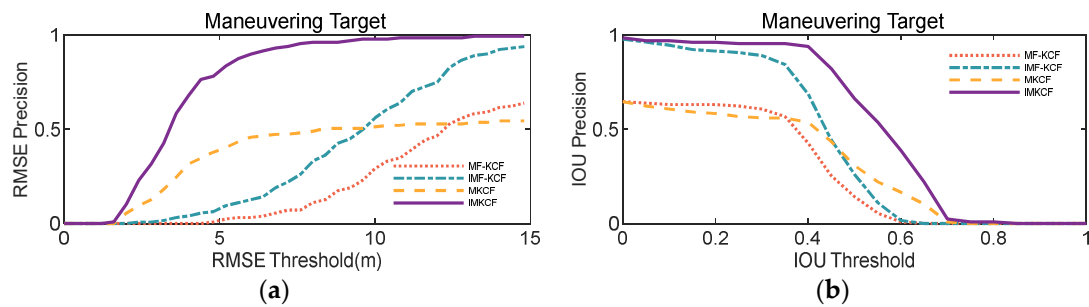 Maneuvering Target
RMSE Precision
1
0.5
0
MF-KCF
IMF-KCF
MKCF
IMKCF
0 5 10 15
RMSE Threshold(m)
(a)
Maneuvering Target
IOU Precision
1
0.5
0
MF-KCF
IMF-KCF
MKCF
IMKCF
0 0.2 0.4 0.6 0.8 1
IOU Threshold
(b)